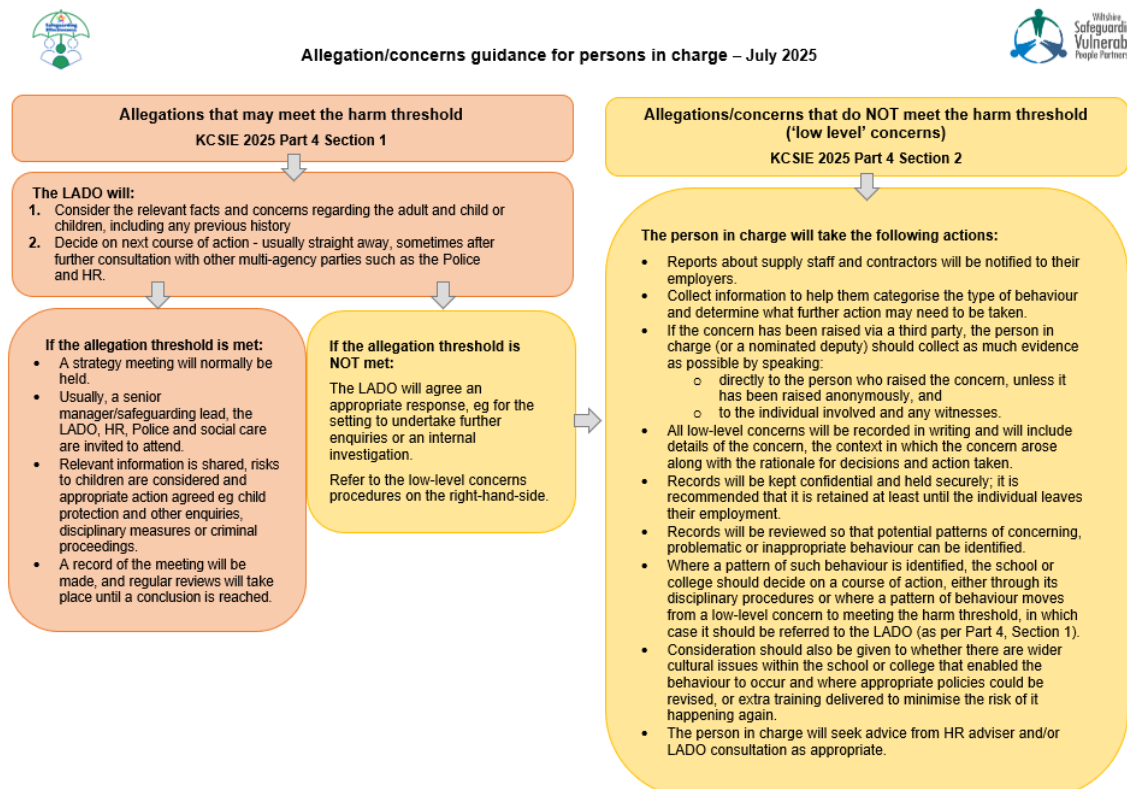 Safeguarding
Effectiveness
Wiltshire
Safeguardi
Vulnerab
People Partners
Allegation/concerns guidance for persons in charge – July 2025
Allegations that may meet the harm threshold
KCSIE 2025 Part 4 Section 1
The LADO will:
1. Consider the relevant facts and concerns regarding the adult and child or
children, including any previous history
2. Decide on next course of action - usually straight away, sometimes after
further consultation with other multi-agency parties such as the Police
and HR.
If the allegation threshold is met:
• A strategy meeting will normally be
held.
• Usually, a senior
manager/safeguarding lead, the
LADO, HR, Police and social care
are invited to attend.
• Relevant information is shared, risks
to children are considered and
appropriate action agreed eg child
protection and other enquiries,
disciplinary measures or criminal
proceedings.
• A record of the meeting will be
made, and regular reviews will take
place until a conclusion is reached.
If the allegation threshold is
NOT met:
The LADO will agree an
appropriate response, eg for the
setting to undertake further
enquiries or an internal
investigation.
Refer to the low-level concerns
procedures on the right-hand-side.
Allegations/concerns that do NOT meet the harm threshold
(‘low level’ concerns)
KCSIE 2025 Part 4 Section 2
The person in charge will take the following actions:
• Reports about supply staff and contractors will be notified to their
employers.
• Collect information to help them categorise the type of behaviour
and determine what further action may need to be taken.
• If the concern has been raised via a third party, the person in
charge (or a nominated deputy) should collect as much evidence
as possible by speaking:
o directly to the person who raised the concern, unless it
has been raised anonymously, and
o to the individual involved and any witnesses.
• All low-level concerns will be recorded in writing and will include
details of the concern, the context in which the concern arose
along with the rationale for decisions and action taken.
• Records will be kept confidential and held securely; it is
recommended that it is retained at least until the individual leaves
their employment.
• Records will be reviewed so that potential patterns of concerning,
problematic or inappropriate behaviour can be identified.
• Where a pattern of such behaviour is identified, the school or
college should decide on a course of action, either through its
disciplinary procedures or where a pattern of behaviour moves
from a low-level concern to meeting the harm threshold, in which
case it should be referred to the LADO (as per Part 4, Section 1).
• Consideration should also be given to whether there are wider
cultural issues within the school or college that enabled the
behaviour to occur and where appropriate policies could be
revised, or extra training delivered to minimise the risk of it
happening again.
• The person in charge will seek advice from HR adviser and/or
LADO consultation as appropriate.